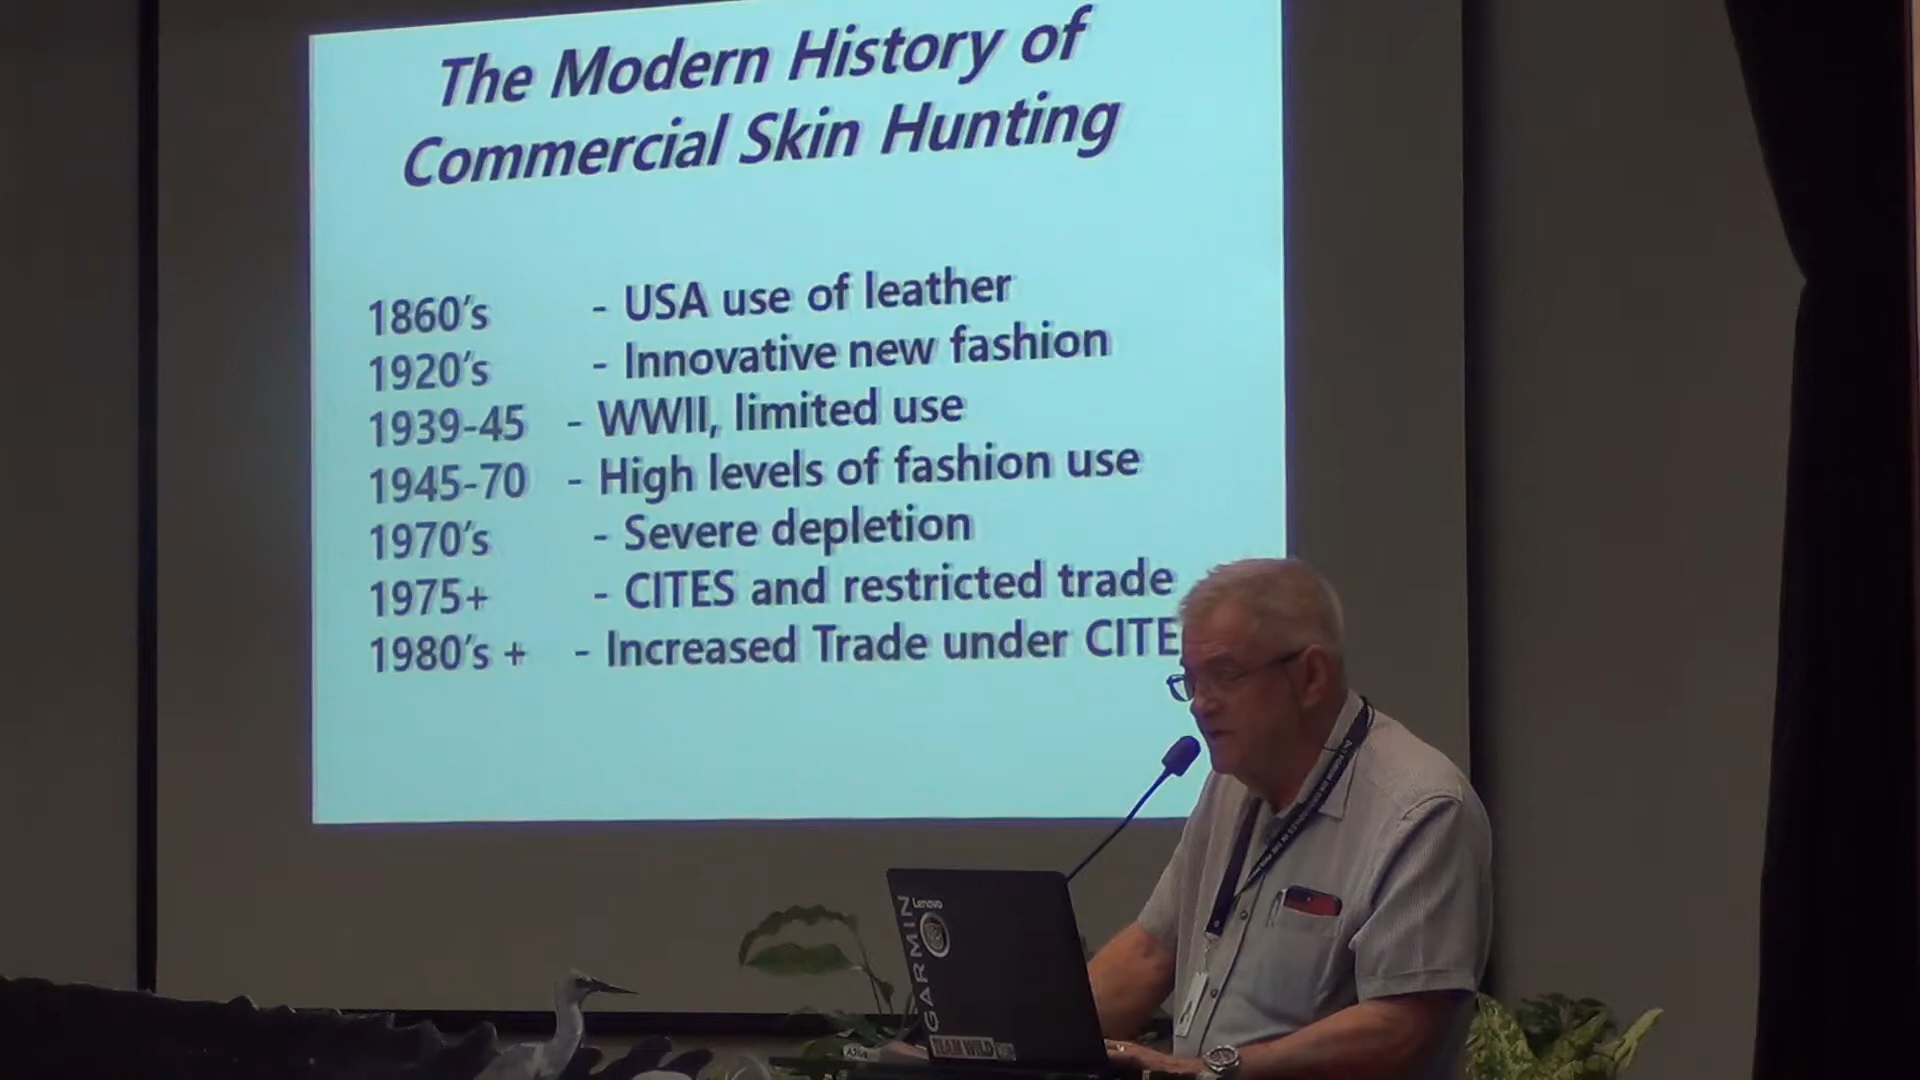 The Modern History of
Commercial Skin Hunting
1860's - USA use of leather
1920's - Innovative new fashion
1939-45 - WWII, limited use
1945-70 - High levels of fashion use
1970's - Severe depletion
1975+ - CITES and restricted trade
1980's + - Increased Trade under CITE
Lenovo
GARMIN
TEAM WILD